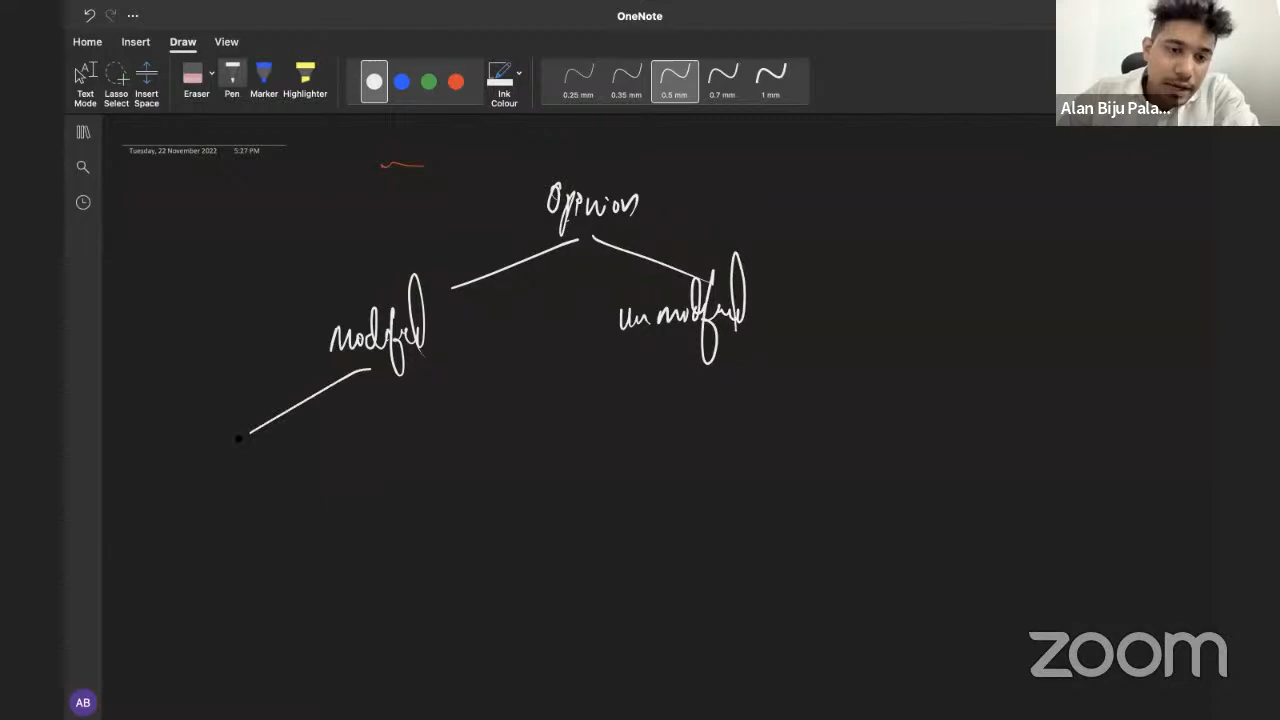 OneNote
Home Insert Draw View
Text Mode
Lasso Select
Insert Space
Eraser
Pen
Marker
Highlighter
Ink Colour
0.25 mm
0.35 mm
0.5 mm
0.7 mm
1 mm
Alan Biju Pala...
Tuesday, 22 November 2022 5:27 PM
Opinion
modified
unmodified
zoom
AB